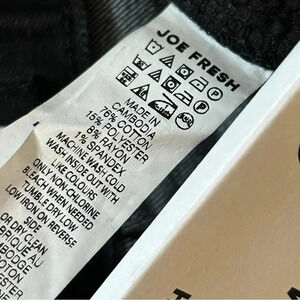 JOE FRESH
MADE IN
CAMBODIA
76% COTTON
15% POLYESTER
8% RAYON
1% SPANDEX
MACHINE WASH COLD
WASH INSIDE OUT WITH
LIKE COLOURS
ONLY NON-CHLORINE
BLEACH WHEN NEEDED
TUMBLE DRY LOW
LOW IRON ON REVERSE
OR DRY CLEAN